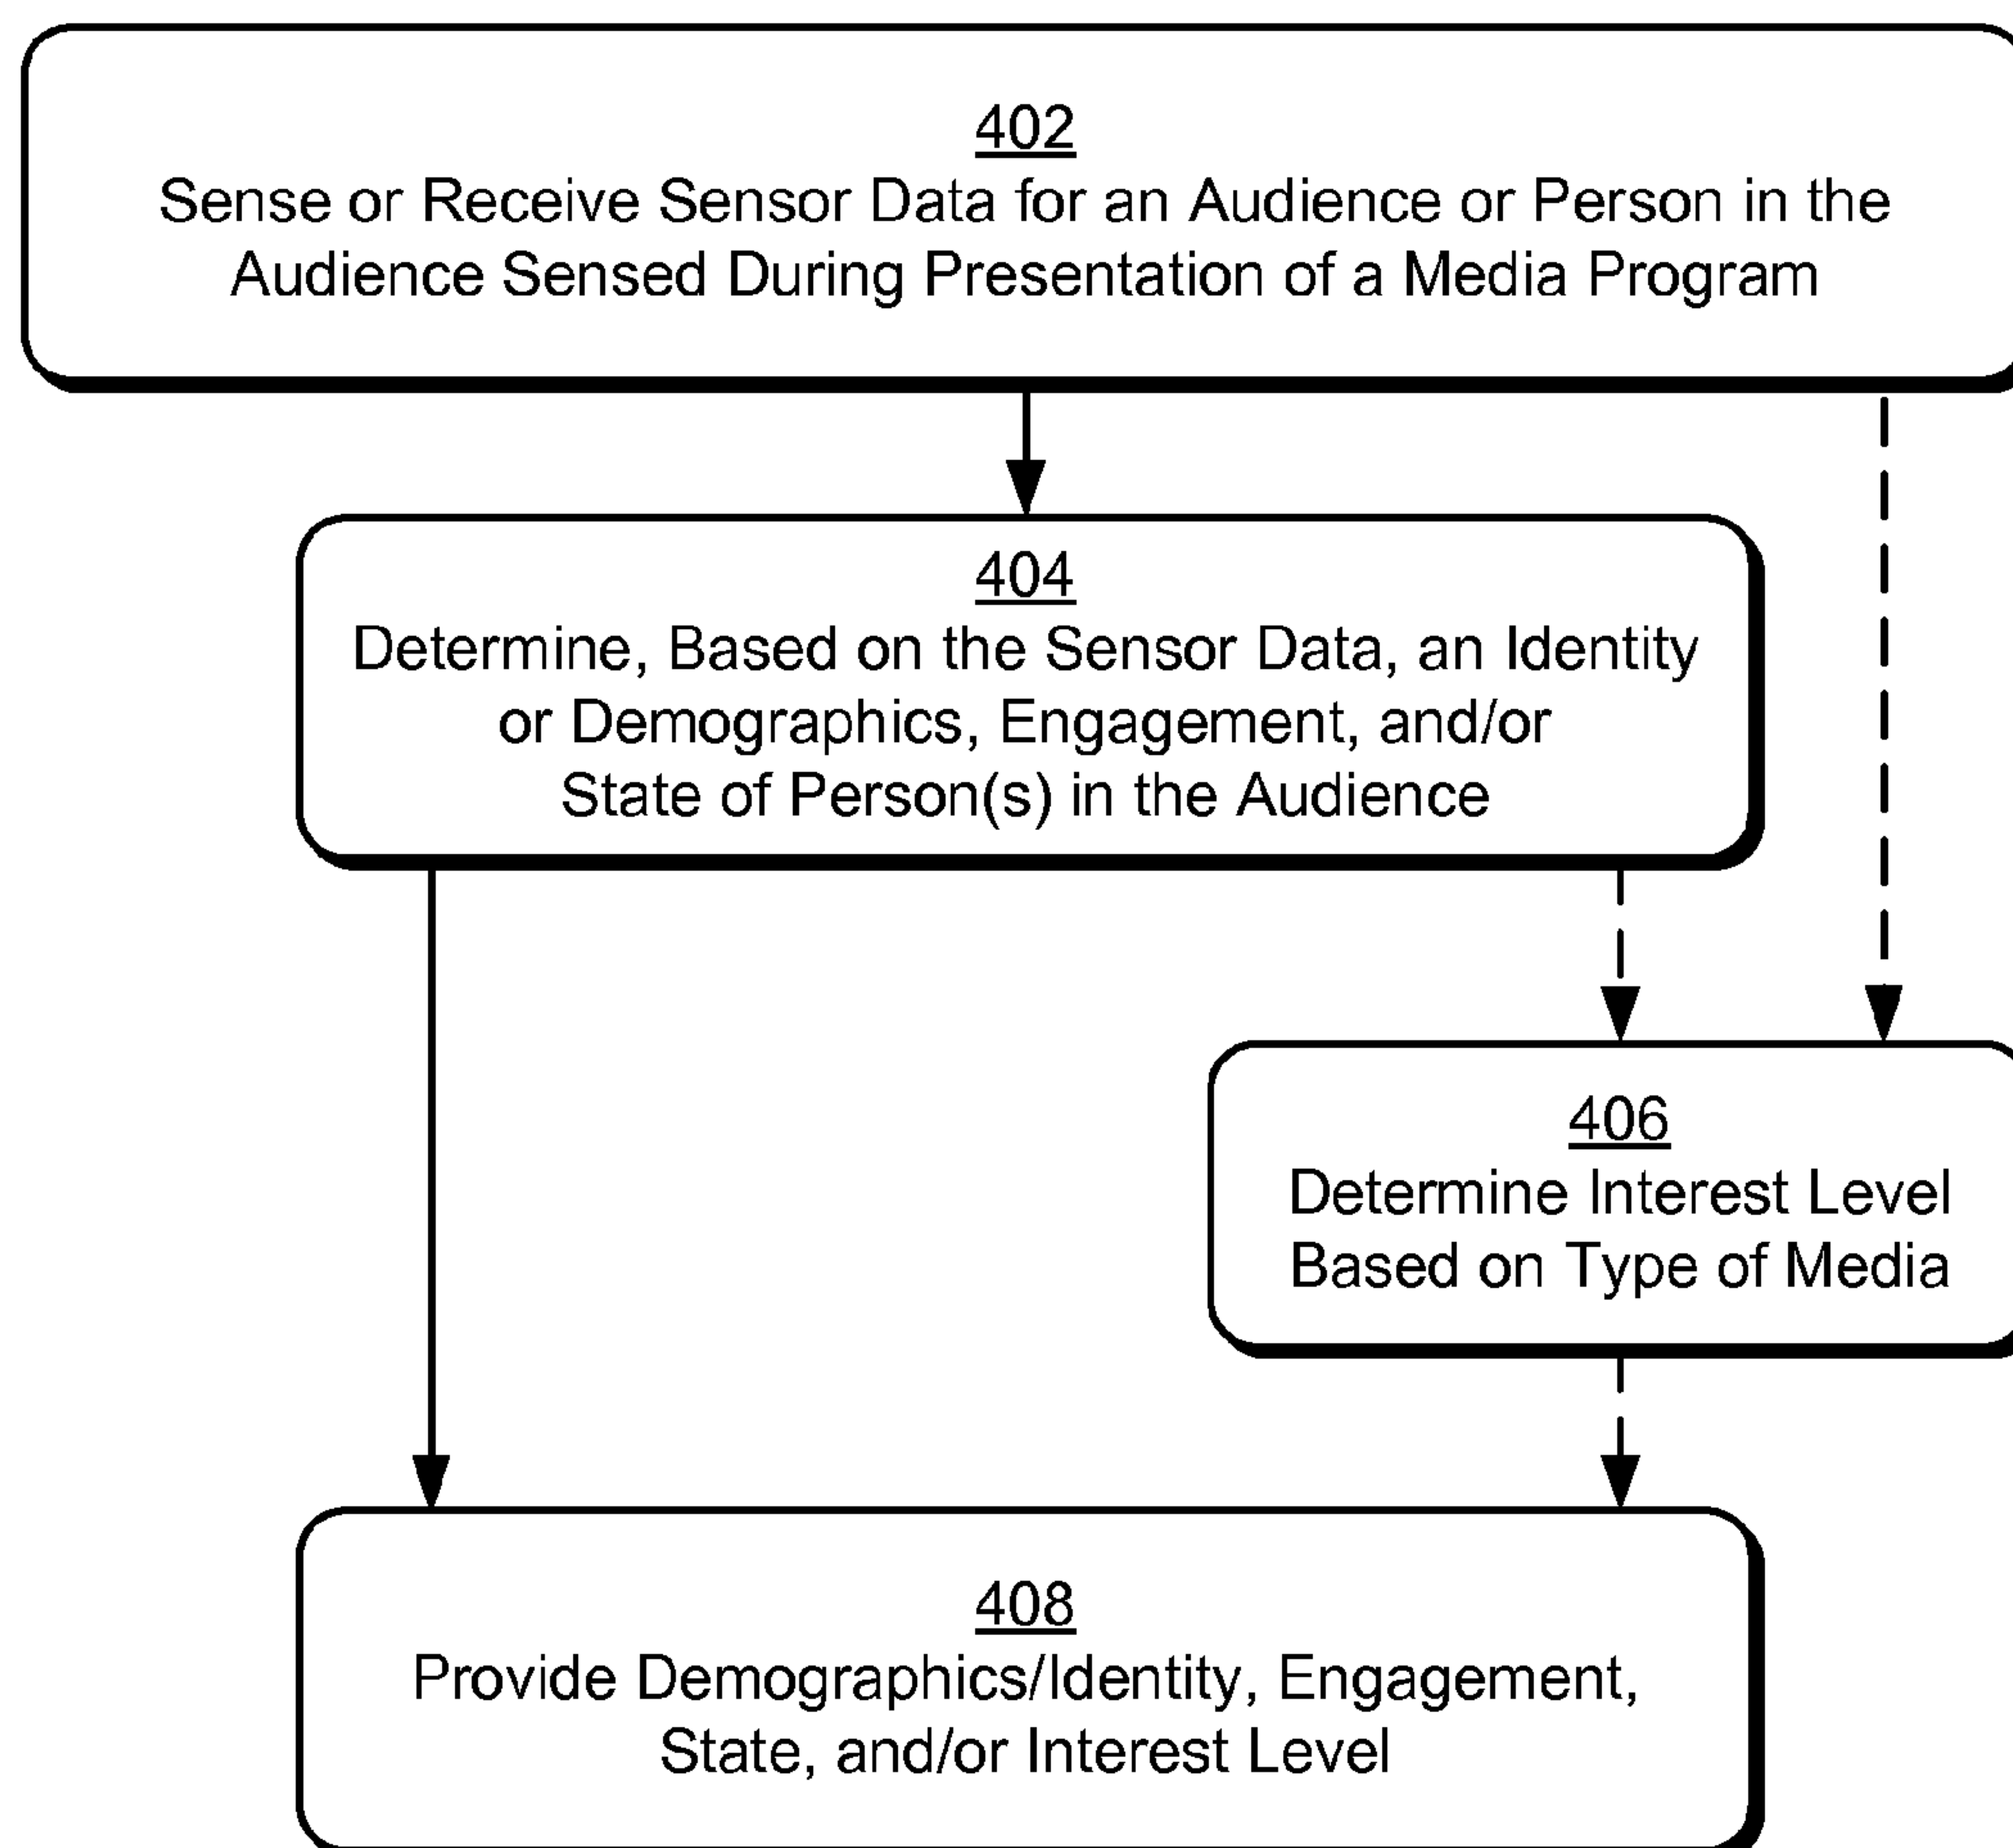 402
Sense or Receive Sensor Data for an Audience or Person in the
Audience Sensed During Presentation of a Media Program
404
Determine, Based on the Sensor Data, an Identity
or Demographics, Engagement, and/or
State of Person(s) in the Audience
406
Determine Interest Level
Based on Type of Media
408
Provide Demographics/Identity, Engagement,
State, and/or Interest Level